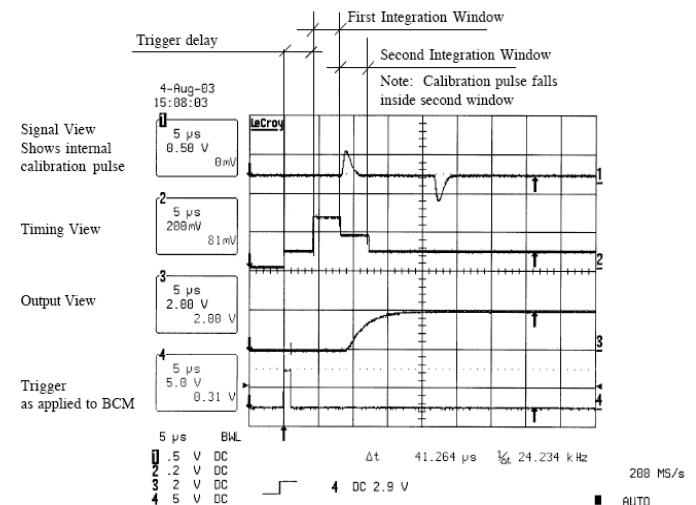 First Integration Window
Trigger delay
Second Integration Window
Note: Calibration pulse falls
inside second window
4-Aug-03
15:08:03
LeCroy
Signal View
Shows internal
calibration pulse
1
5 µs
0.50 V
0mV
1
Timing View
2
5 µs
200mV
81mV
2
Output View
3
5 µs
2.00 V
2.00 V
3
Trigger
as applied to BCM
4
5 µs
5.0 V
0.31 V
4
5 µs BWL
1 .5 V DC
2 .2 V DC
3 2 V DC
4 5 V DC
Δt 41.264 µs 1/Δt 24.234 kHz
4 DC 2.9 V
200 MS/s
AUTO